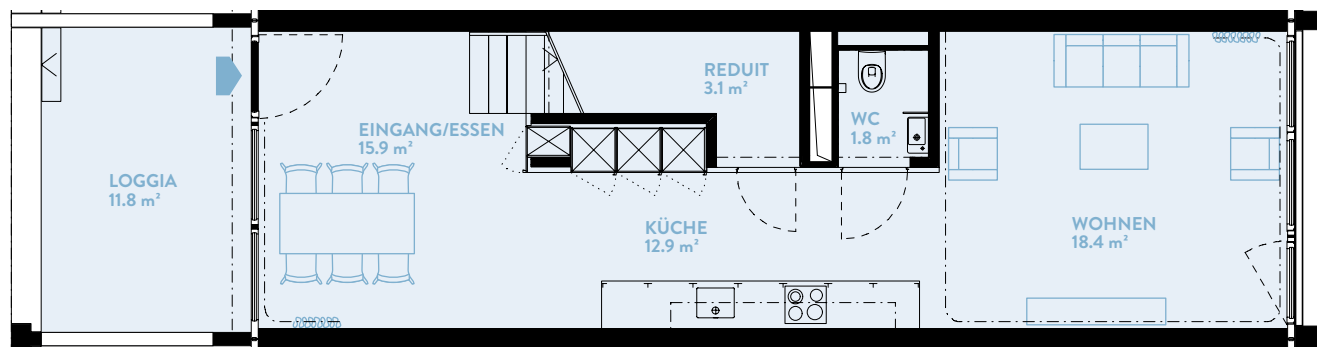 LOGGIA
11.8 m²
EINGANG/ESSEN
15.9 m²
REDUIT
3.1 m²
WC
1.8 m²
KÜCHE
12.9 m²
WOHNEN
18.4 m²